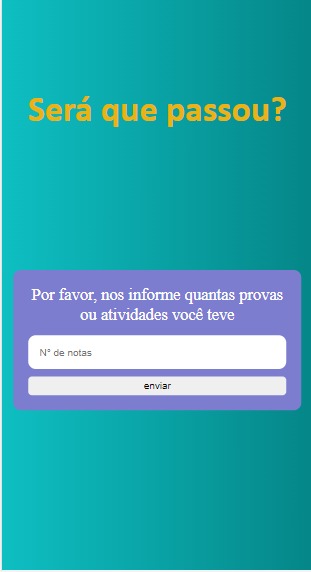 Será que passou?
Por favor, nos informe quantas provas
ou atividades você teve
N° de notas
enviar